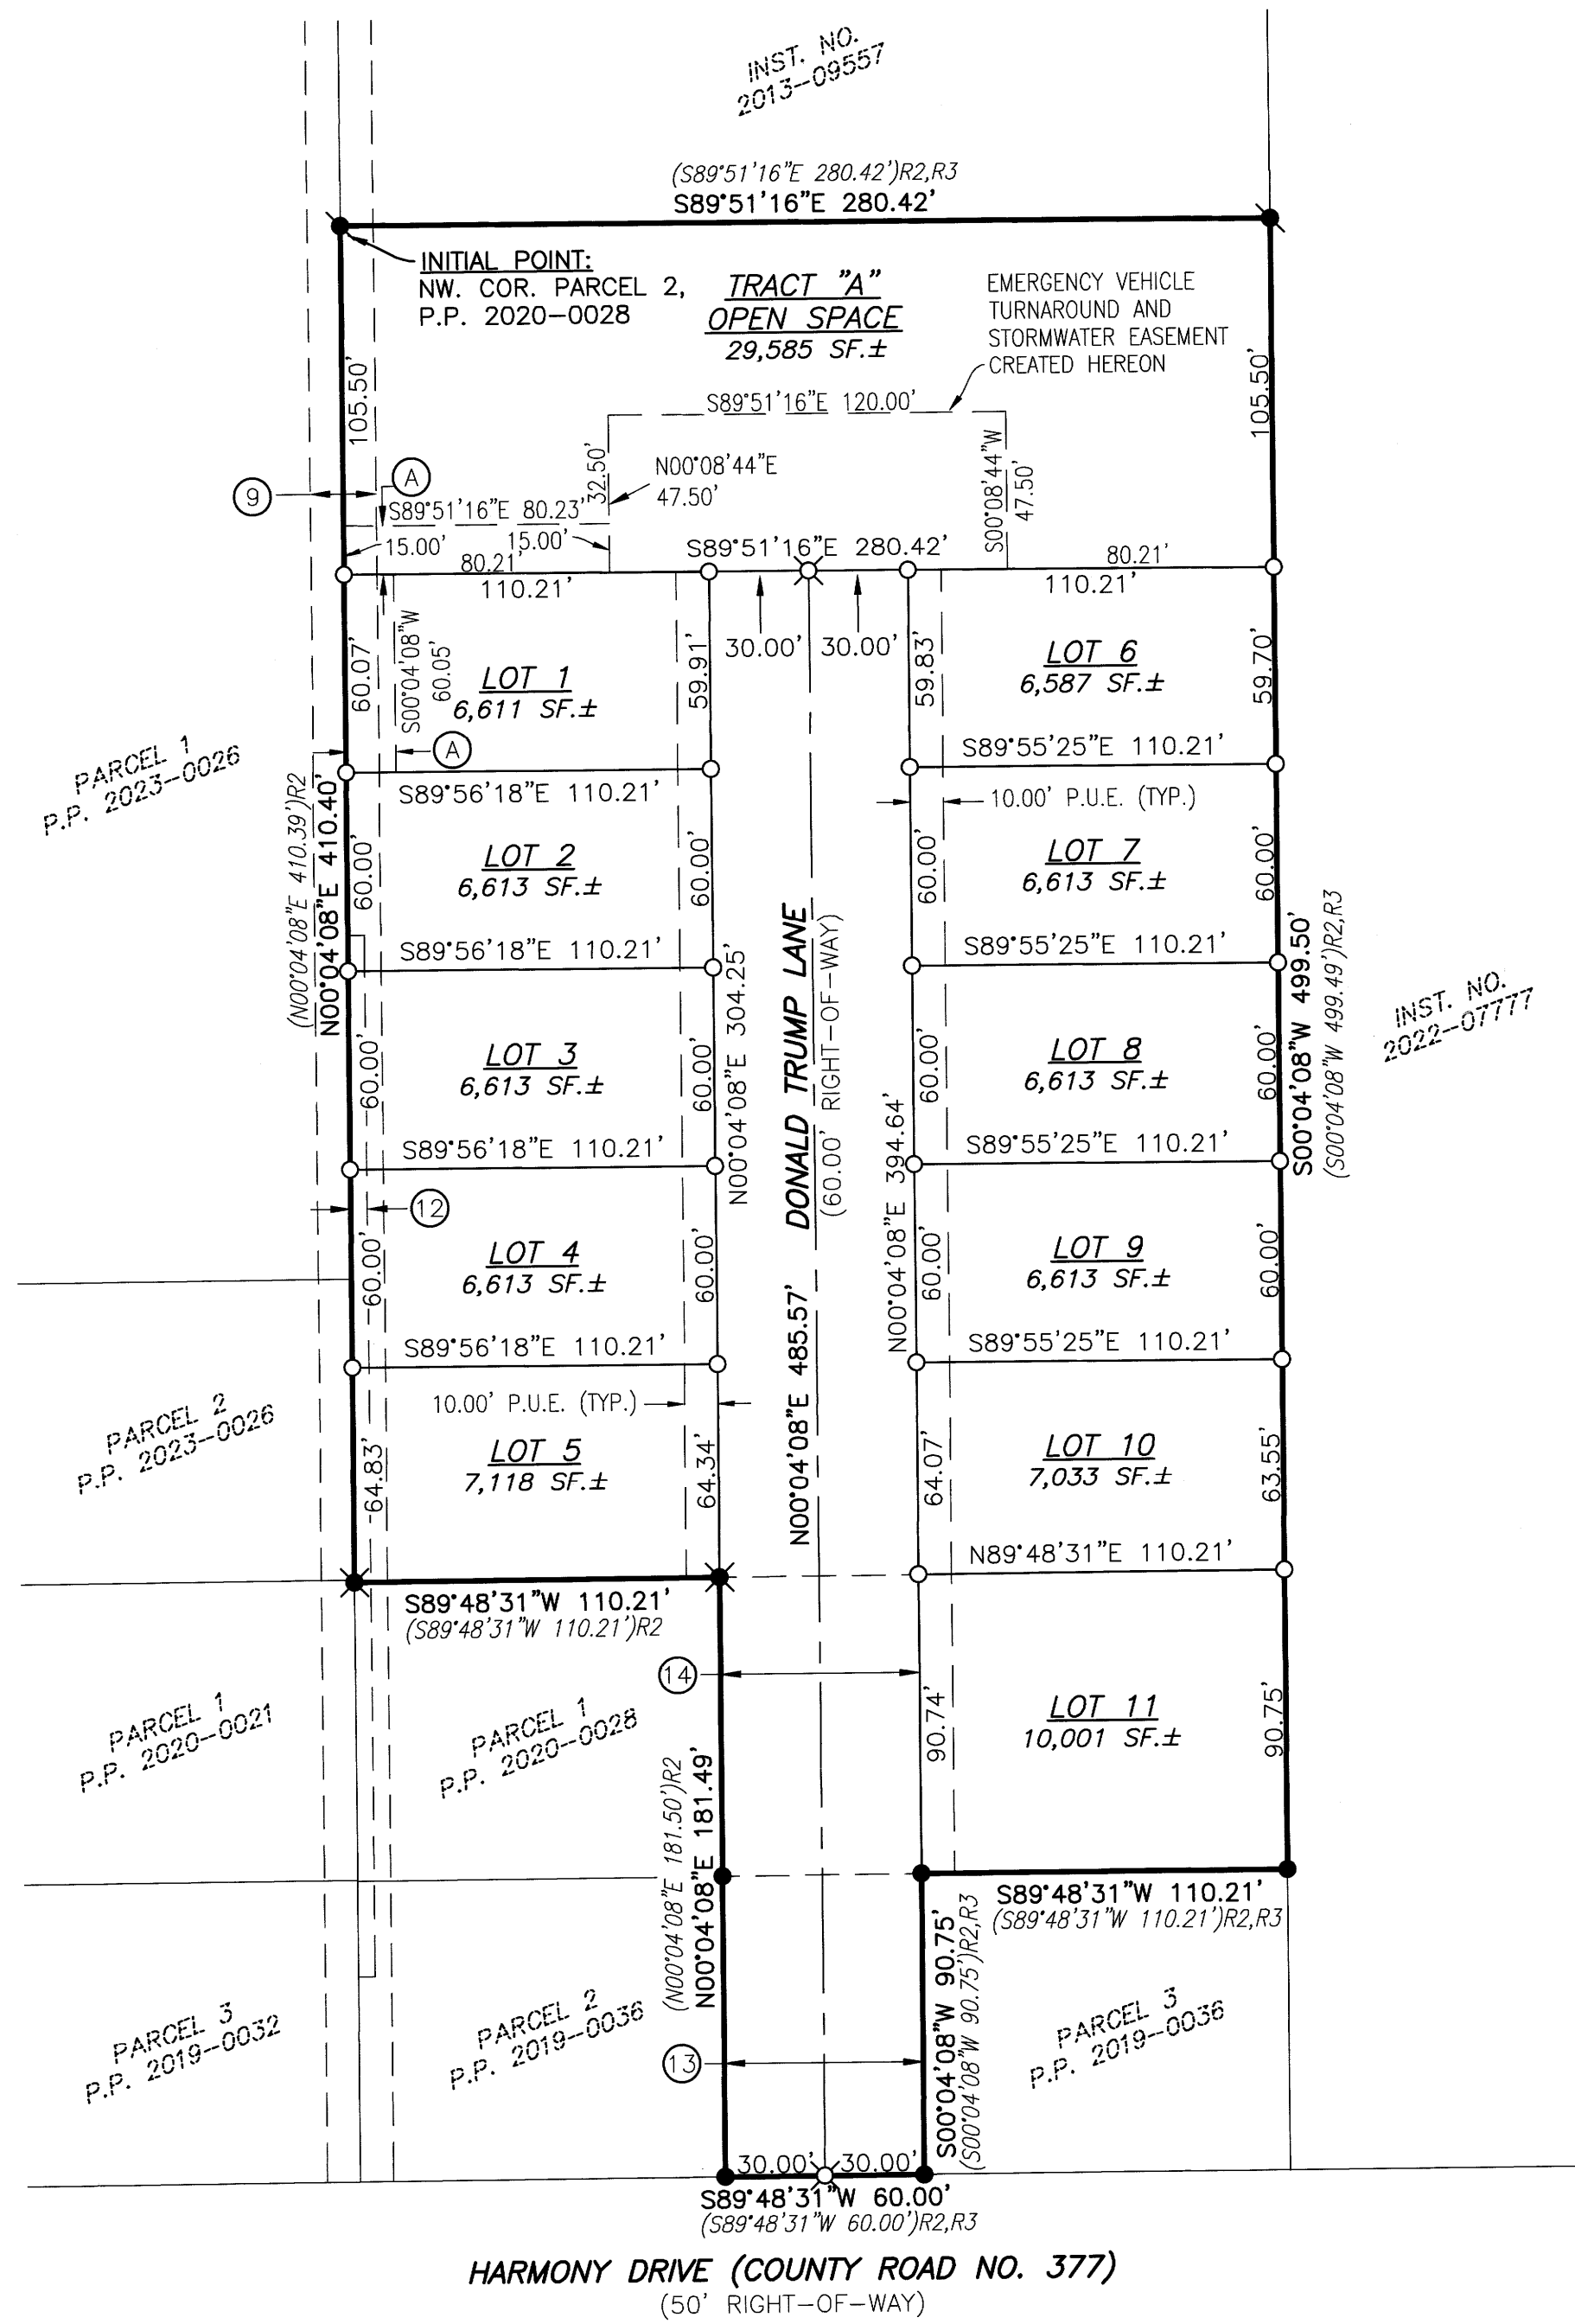 INST. NO.
2013-09557
(S89°51'16"E 280.42')R2,R3
S89°51'16"E 280.42'
INITIAL POINT:
NW. COR. PARCEL 2,
P.P. 2020-0028
TRACT "A"
OPEN SPACE
29,585 SF.±
EMERGENCY VEHICLE
TURNAROUND AND
STORMWATER EASEMENT
CREATED HEREON
105.50'
105.50'
S89°51'16"E 120.00'
32.50'
N00°08'44"E
47.50'
S00°08'44"W
47.50'
9
A
S89°51'16"E 80.23'
15.00'
15.00'
S89°51'16"E 280.42'
80.21'
110.21'
80.21'
110.21'
30.00'
30.00'
60.07'
S00°04'08"W
60.05'
LOT 1
6,611 SF.±
59.91'
59.83'
LOT 6
6,587 SF.±
59.70'
A
S89°56'18"E 110.21'
S89°55'25"E 110.21'
10.00' P.U.E. (TYP.)
PARCEL 1
P.P. 2023-0026
(N00°04'08"E 410.39')R2
N00°04'08"E 410.40'
60.00'
LOT 2
6,613 SF.±
60.00'
60.00'
LOT 7
6,613 SF.±
60.00'
S89°56'18"E 110.21'
S89°55'25"E 110.21'
N00°04'08"E 304.25'
DONALD TRUMP LANE
(60.00' RIGHT-OF-WAY)
S00°04'08"W 499.50'
(S00°04'08"W 499.49')R2,R3
INST. NO.
2022-07777
60.00'
LOT 3
6,613 SF.±
60.00'
60.00'
LOT 8
6,613 SF.±
60.00'
S89°56'18"E 110.21'
S89°55'25"E 110.21'
N00°04'08"E 394.64'
12
60.00'
LOT 4
6,613 SF.±
60.00'
60.00'
LOT 9
6,613 SF.±
60.00'
N00°04'08"E 485.57'
S89°56'18"E 110.21'
S89°55'25"E 110.21'
10.00' P.U.E. (TYP.)
PARCEL 2
P.P. 2023-0026
64.83'
LOT 5
7,118 SF.±
64.34'
64.07'
LOT 10
7,033 SF.±
63.55'
N89°48'31"E 110.21'
S89°48'31"W 110.21'
(S89°48'31"W 110.21')R2
14
PARCEL 1
P.P. 2020-0021
PARCEL 1
P.P. 2020-0028
(N00°04'08"E 181.50')R2
N00°04'08"E 181.49'
90.74'
LOT 11
10,001 SF.±
90.75'
S89°48'31"W 110.21'
(S89°48'31"W 110.21')R2,R3
S00°04'08"W 90.75'
(S00°04'08"W 90.75')R2,R3
PARCEL 3
P.P. 2019-0032
PARCEL 2
P.P. 2019-0036
13
PARCEL 3
P.P. 2019-0036
30.00'
30.00'
S89°48'31"W 60.00'
(S89°48'31"W 60.00')R2,R3
HARMONY DRIVE (COUNTY ROAD NO. 377)
(50' RIGHT-OF-WAY)